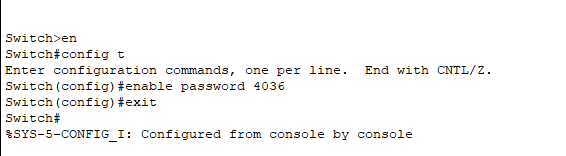 Switch>en
Switch#config t
Enter configuration commands, one per line.  End with CNTL/Z.
Switch(config)#enable password 4036
Switch(config)#exit
Switch#
%SYS-5-CONFIG_I: Configured from console by console